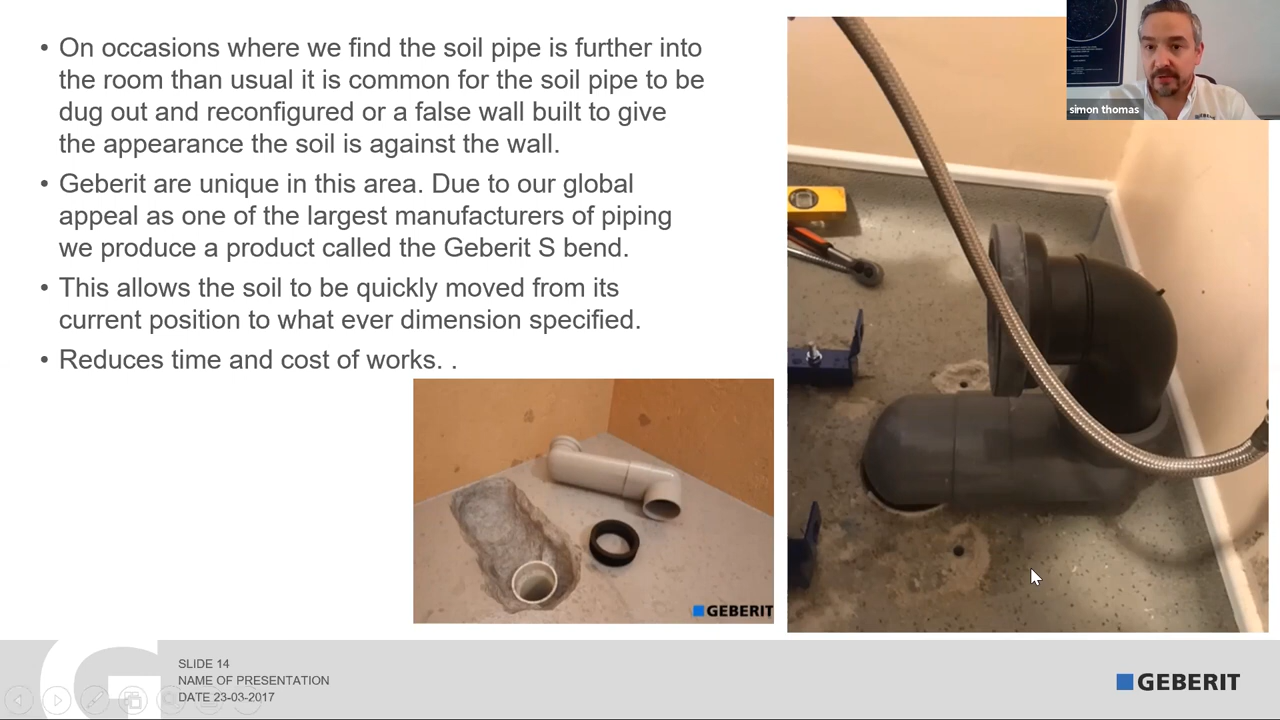 • On occasions where we find the soil pipe is further into
the room than usual it is common for the soil pipe to be
dug out and reconfigured or a false wall built to give
the appearance the soil is against the wall.
• Geberit are unique in this area. Due to our global
appeal as one of the largest manufacturers of piping
we produce a product called the Geberit S bend.
• This allows the soil to be quickly moved from its
current position to what ever dimension specified.
• Reduces time and cost of works. .
simon thomas
GEBERIT
SLIDE 14
NAME OF PRESENTATION
DATE 23-03-2017
GEBERIT